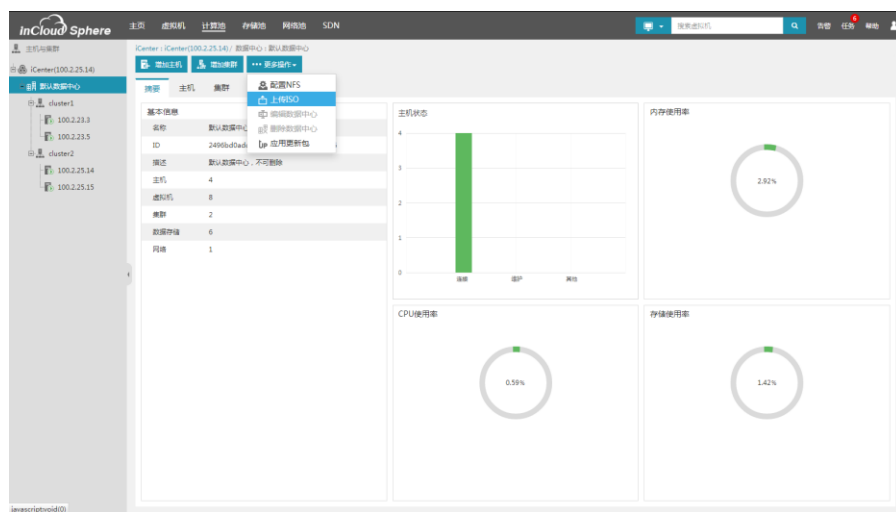 inCloud Sphere
主页 虚拟机 计算池 存储池 网络池 SDN
搜索虚拟机
告警 任务 6 帮助
主机与集群
iCenter : iCenter(100.2.25.14) / 数据中心 : 默认数据中心
iCenter(100.2.25.14)
默认数据中心
cluster1
100.2.23.3
100.2.23.5
cluster2
100.2.25.14
100.2.25.15
增加主机 增加集群 ••• 更多操作
配置NFS
上传ISO
编辑数据中心
删除数据中心
应用更新包
摘要 主机 集群
基本信息
名称 默认数据中心
ID
描述 默认数据中心，不可删除
主机 4
虚拟机 8
集群 2
数据存储 6
网络 1
主机状态
4
3
2
1
0
连接 维护 其他
内存使用率
2.92%
CPU使用率
0.59%
存储使用率
1.42%
javascript:void(0)